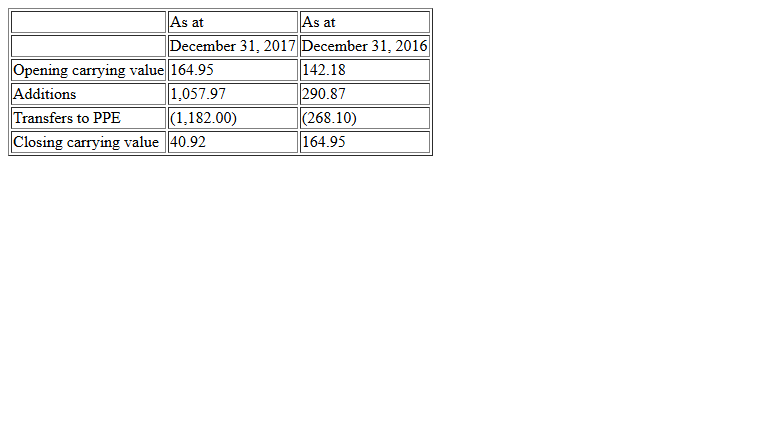 As at As at
December 31, 2017 December 31, 2016
Opening carrying value 164.95 142.18
Additions 1,057.97 290.87
Transfers to PPE (1,182.00) (268.10)
Closing carrying value 40.92 164.95